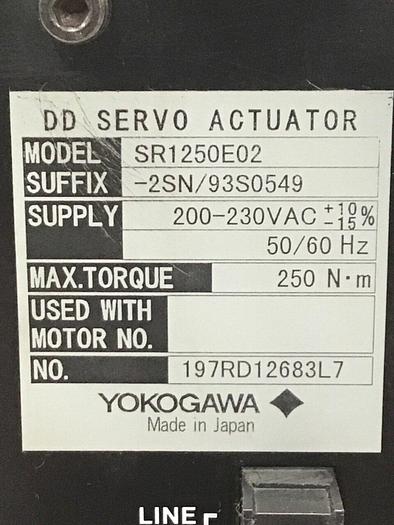 DD SERVO ACTUATOR
MODEL SR1250E02
SUFFIX -2SN/93S0549
SUPPLY 200-230VAC +10 -15 %
50/60 Hz
MAX.TORQUE 250 N·m
USED WITH
MOTOR NO.
NO. 197RD12683L7
YOKOGAWA
Made in Japan
LINE